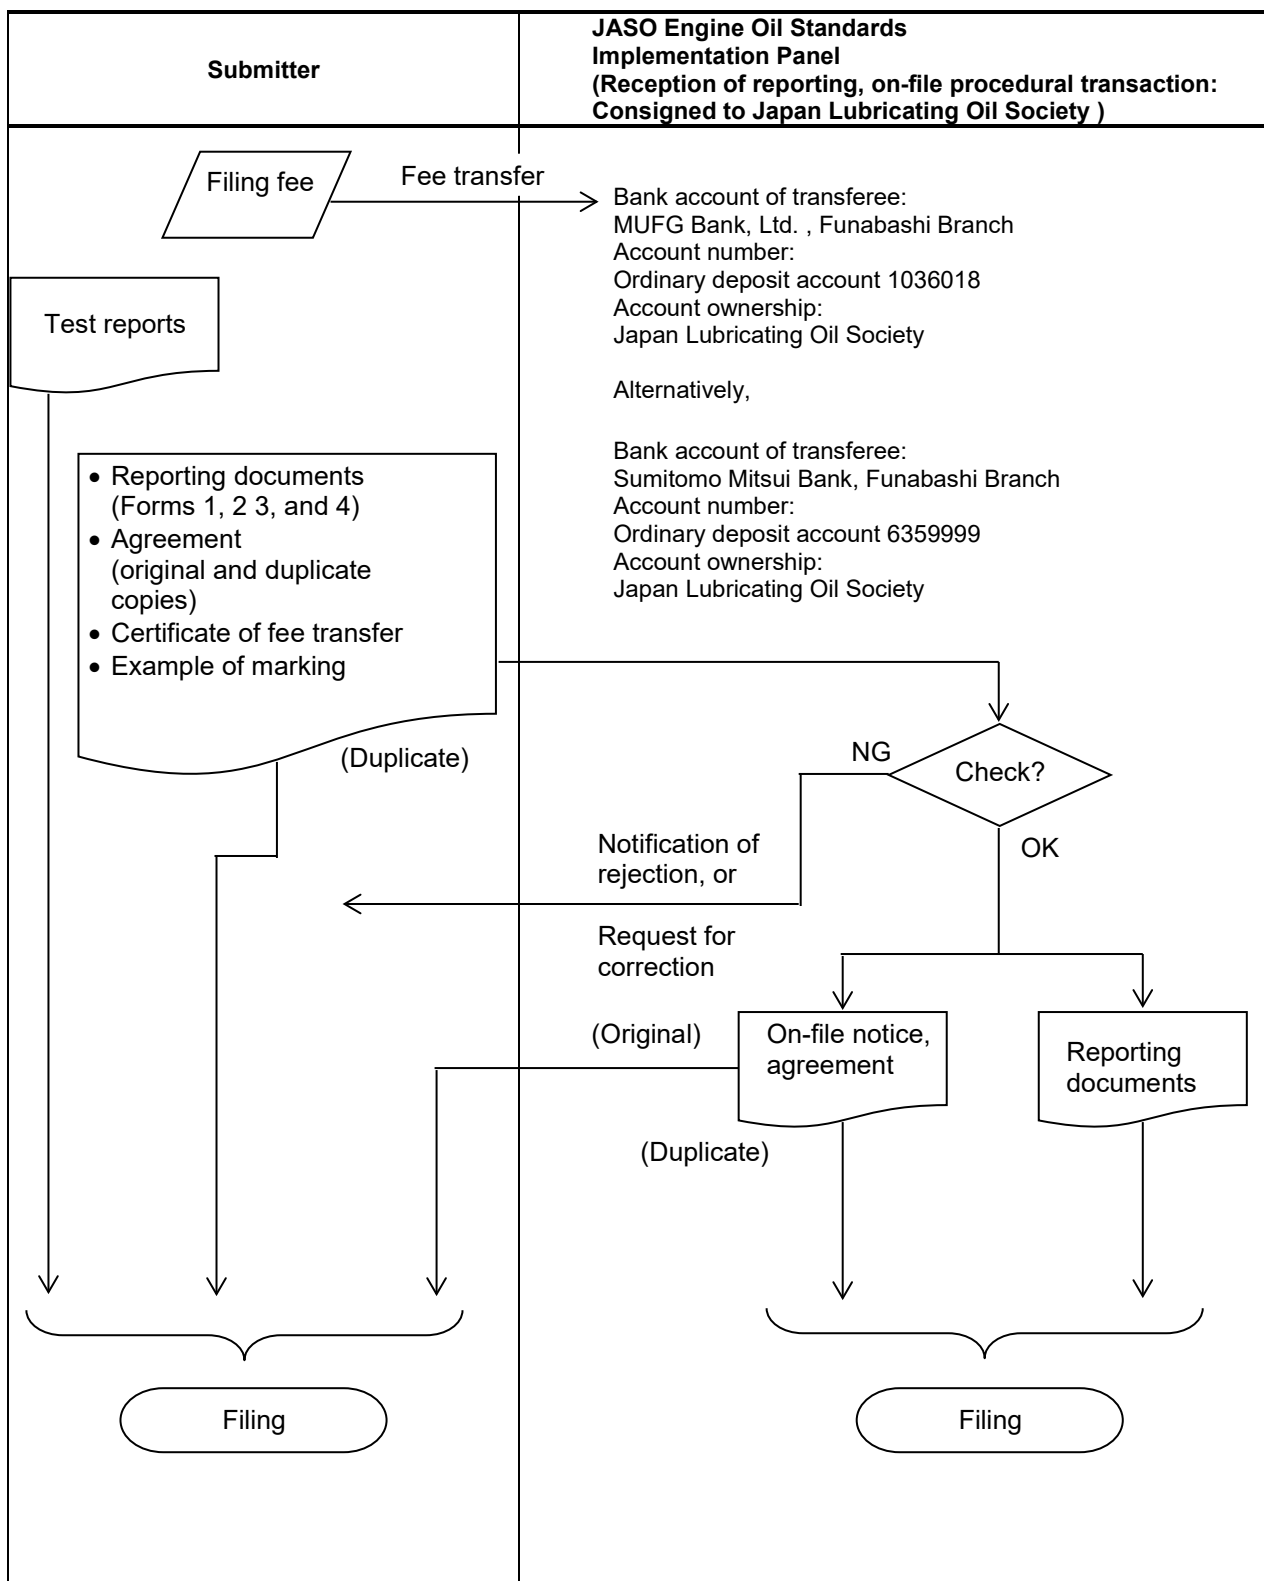 Submitter
JASO Engine Oil Standards
Implementation Panel
(Reception of reporting, on-file procedural transaction:
Consigned to Japan Lubricating Oil Society )
Filing fee
Fee transfer
Bank account of transferee:
MUFG Bank, Ltd. , Funabashi Branch
Account number:
Ordinary deposit account 1036018
Account ownership:
Japan Lubricating Oil Society
Test reports
Alternatively,
Bank account of transferee:
Sumitomo Mitsui Bank, Funabashi Branch
Account number:
Ordinary deposit account 6359999
Account ownership:
Japan Lubricating Oil Society
• Reporting documents
(Forms 1, 2 3, and 4)
• Agreement
(original and duplicate
copies)
• Certificate of fee transfer
• Example of marking
(Duplicate)
NG
Check?
OK
Notification of
rejection, or
Request for
correction
(Original)
On-file notice,
agreement
Reporting
documents
(Duplicate)
Filing
Filing